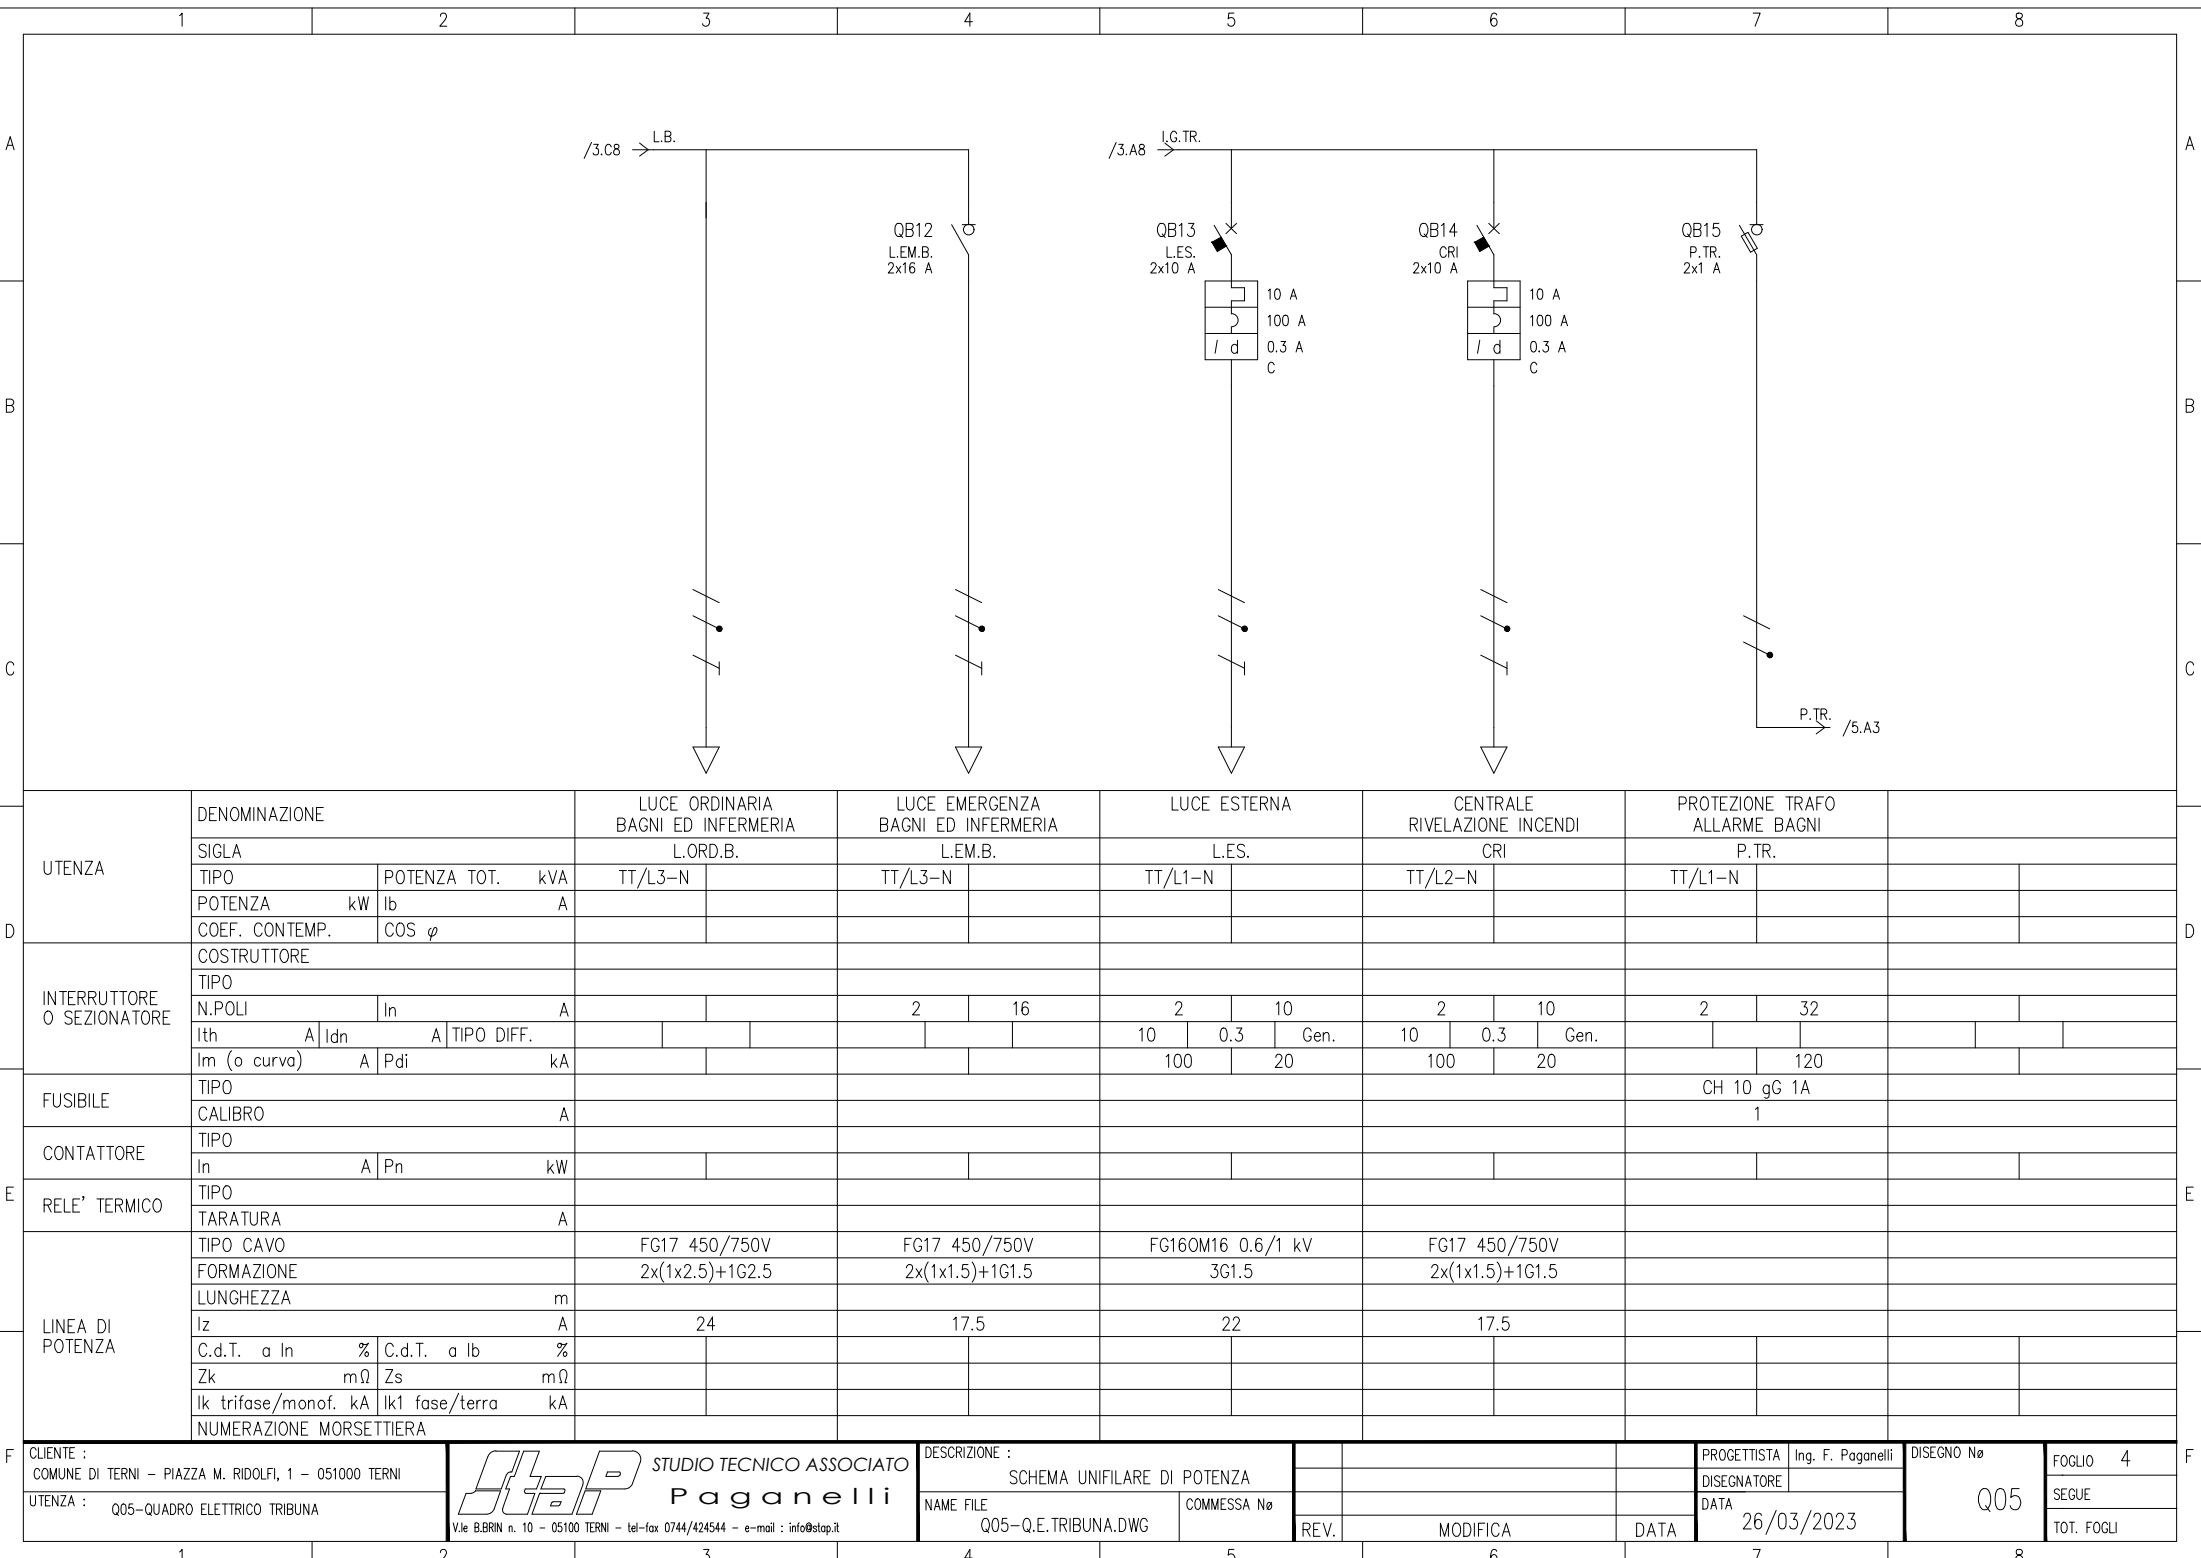 1 2 3 4 5 6 7 8
A A
L.B.
/3.C8
I.G.TR.
/3.A8
QB12
L.EM.B.
2x16 A
QB13
L.ES.
2x10 A
10 A
100 A
I d 0.3 A
C
QB14
CRI
2x10 A
10 A
100 A
I d 0.3 A
C
QB15
P.TR.
2x1 A
B B
C C
P.TR.
/5.A3
UTENZA
DENOMINAZIONE
LUCE ORDINARIA
BAGNI ED INFERMERIA
LUCE EMERGENZA
BAGNI ED INFERMERIA
LUCE ESTERNA
CENTRALE
RIVELAZIONE INCENDI
PROTEZIONE TRAFO
ALLARME BAGNI
SIGLA L.ORD.B. L.EM.B. L.ES. CRI P.TR.
TIPO POTENZA TOT. kVA TT/L3-N TT/L3-N TT/L1-N TT/L2-N TT/L1-N
POTENZA kW Ib A
D D
COEF. CONTEMP. COS φ
INTERRUTTORE
O SEZIONATORE
COSTRUTTORE
TIPO
N.POLI In A 2 16 2 10 2 10 2 32
Ith A Idn A TIPO DIFF. 10 0.3 Gen. 10 0.3 Gen.
Im (o curva) A Pdi kA 100 20 100 20 120
FUSIBILE
TIPO CH 10 gG 1A
CALIBRO A 1
CONTATTORE
TIPO
In A Pn kW
E E
RELE' TERMICO
TIPO
TARATURA A
LINEA DI
POTENZA
TIPO CAVO FG17 450/750V FG17 450/750V FG16OM16 0.6/1 kV FG17 450/750V
FORMAZIONE 2x(1x2.5)+1G2.5 2x(1x1.5)+1G1.5 3G1.5 2x(1x1.5)+1G1.5
LUNGHEZZA m
Iz A 24 17.5 22 17.5
C.d.T. a In % C.d.T. a Ib %
Zk mΩ Zs mΩ
Ik trifase/monof. kA Ik1 fase/terra kA
NUMERAZIONE MORSETTIERA
F F
CLIENTE :
COMUNE DI TERNI - PIAZZA M. RIDOLFI, 1 - 051000 TERNI
UTENZA : Q05-QUADRO ELETTRICO TRIBUNA
StaP
STUDIO TECNICO ASSOCIATO
Paganelli
V.le B.BRIN n. 10 - 05100 TERNI - tel-fax 0744/424544 - e-mail : info@stap.it
DESCRIZIONE :
SCHEMA UNIFILARE DI POTENZA
NAME FILE
Q05-Q.E.TRIBUNA.DWG
COMMESSA Nø
REV. MODIFICA DATA
PROGETTISTA Ing. F. Paganelli
DISEGNATORE
DATA
26/03/2023
DISEGNO Nø
Q05
FOGLIO 4
SEGUE
TOT. FOGLI
1 2 3 4 5 6 7 8